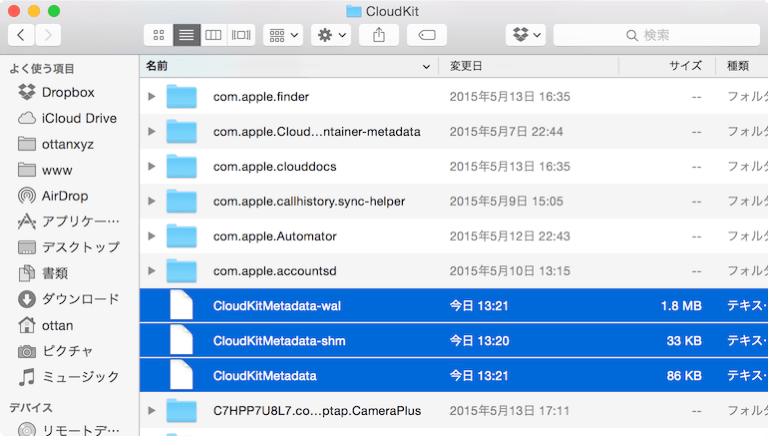 CloudKit
検索
よく使う項目
Dropbox
iCloud Drive
ottanxyz
www
AirDrop
アプリケー…
デスクトップ
書類
ダウンロード
ottan
ピクチャ
ミュージック
デバイス
リモートデ…
名前 変更日 サイズ 種類
com.apple.finder 2015年5月13日 16:35 -- フォルダ
com.apple.Cloud...ntainer-metadata 2015年5月7日 22:44 -- フォルダ
com.apple.clouddocs 2015年5月13日 16:35 -- フォルダ
com.apple.callhistory.sync-helper 2015年5月9日 15:05 -- フォルダ
com.apple.Automator 2015年5月12日 22:43 -- フォルダ
com.apple.accountsd 2015年5月10日 13:15 -- フォルダ
CloudKitMetadata-wal 今日 13:21 1.8 MB テキス
CloudKitMetadata-shm 今日 13:20 33 KB テキス
CloudKitMetadata 今日 13:21 86 KB テキス
C7HPP7U8L7.co...ptap.CameraPlus 2015年5月13日 17:11 -- フォルダ